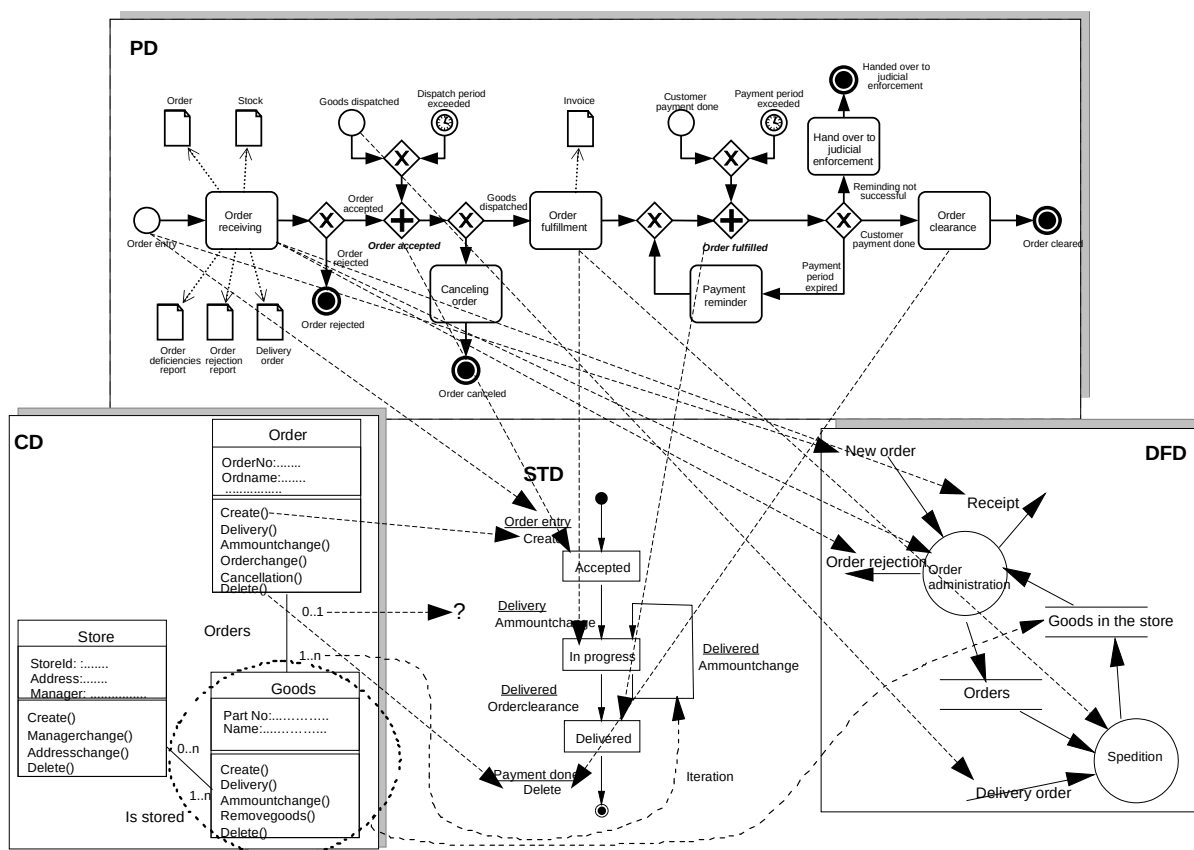 PD
Order
Stock
Goods dispatched
Dispatch period
exceeded
Invoice
Customer
payment done
Payment period
exceeded
Handed over to
judicial
enforcement
Hand over to
judicial
enforcement
Order entry
Order
receiving
X
Order
accepted
Order
rejected
Order rejected
X
Order accepted
X
Goods
dispatched
Canceling
order
Order canceled
Order
fulfillment
X
X
Order fulfilled
X
Reminding not
successful
Customer
payment done
Payment
period
expired
Payment
reminder
Order
clearance
Order cleared
Order
deficiencies
report
Order
rejection
report
Delivery
order
CD
Order
OrderNo:.......
Ordname:.......
...............
Create()
Delivery()
Ammountchange()
Orderchange()
Cancellation()
Delete()
0..1
?
Orders
1..n
Store
StoreId: :.......
Address:.......
Manager: ................
Create()
Managerchange()
Addresschange()
Delete()
0..n
1..n
Is stored
Goods
Part No:............
Name:...............
Create()
Delivery()
Ammountchange()
Removegoods()
Delete()
STD
Order entry
Create
Accepted
Delivery
Ammountchange
In progress
Delivered
Ammountchange
Delivered
Orderclearance
Delivered
Payment done
Delete
Iteration
DFD
New order
Receipt
Order rejection
Order
administration
Goods in the store
Orders
Spedition
Delivery order